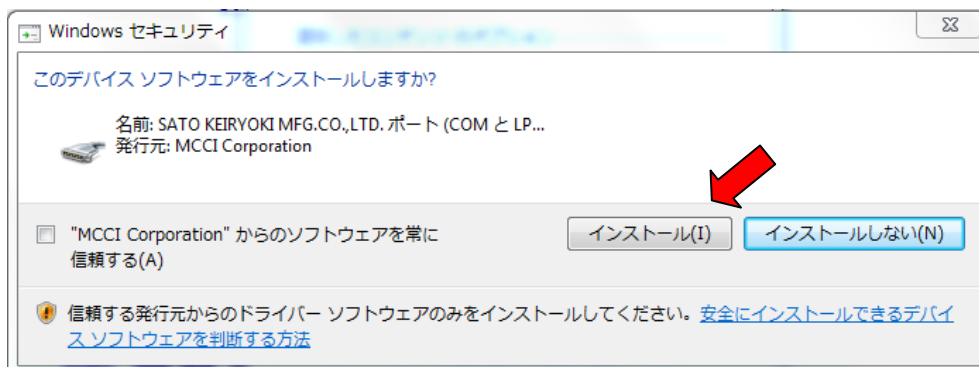 Windows セキュリティ
このデバイス ソフトウェアをインストールしますか?
名前: SATO KEIRYOKI MFG.CO.,LTD. ポート (COM と LP...
発行元: MCCI Corporation
"MCCI Corporation" からのソフトウェアを常に
信頼する(A)
インストール(I)
インストールしない(N)
信頼する発行元からのドライバー ソフトウェアのみをインストールしてください。安全にインストールできるデバイ
ス ソフトウェアを判断する方法